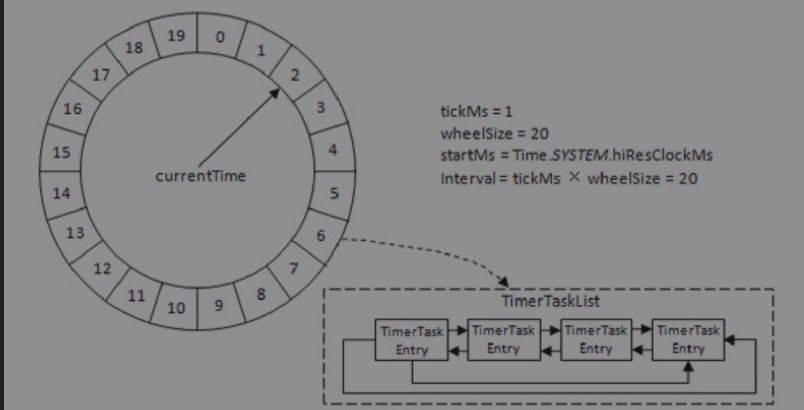 0
1
2
3
4
5
6
7
8
9
10
11
12
13
14
15
16
17
18
19
currentTime
tickMs = 1
wheelSize = 20
startMs = Time.SYSTEM.hiResClockMs
Interval = tickMs × wheelSize = 20
TimerTaskList
TimerTask
Entry
TimerTask
Entry
TimerTask
Entry
TimerTask
Entry